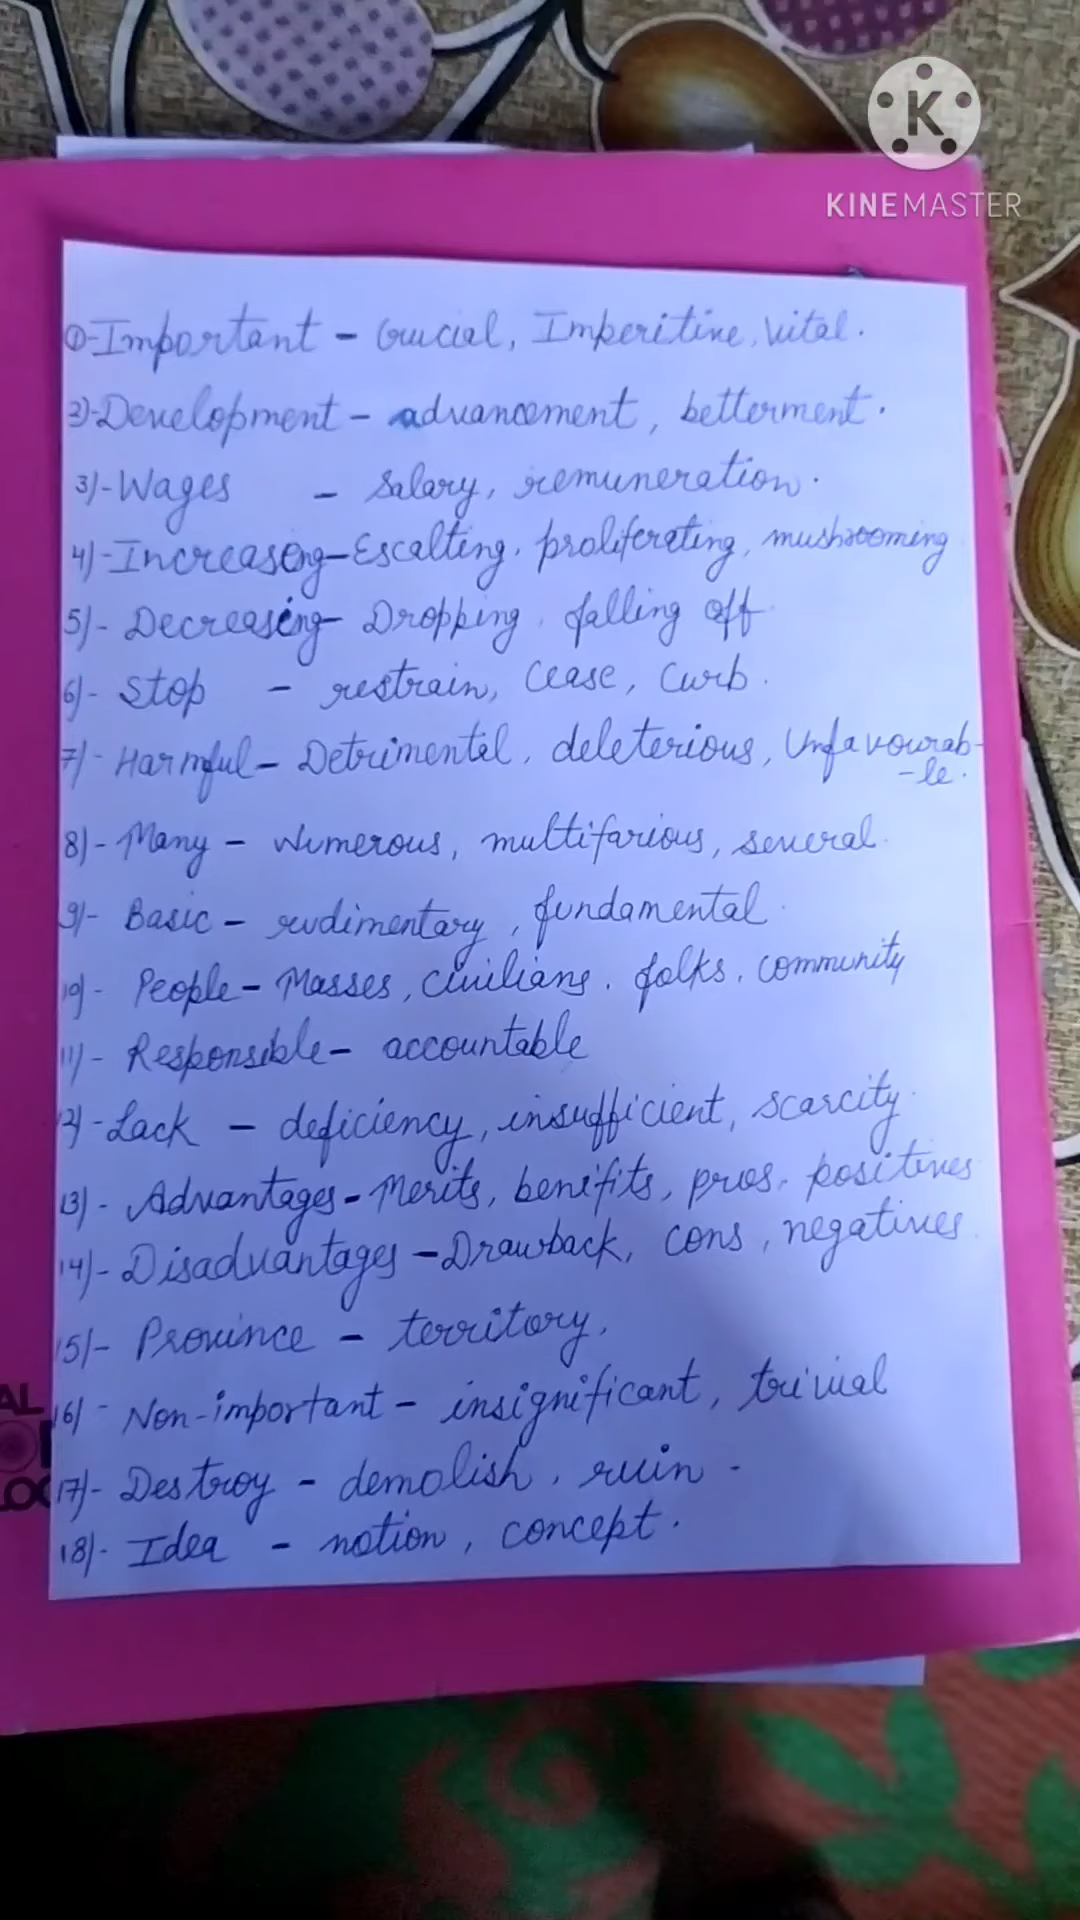 K
KINEMASTER
1)- Important - Crucial, Imperitive, Vital.
2)- Development - advancement, betterment.
3)- Wages - Salary, remuneration.
4)- Increaseng - Escalting, proliferating, mushrooming
5)- Decreasing - Dropping, falling off
6)- Stop - restrain, Cease, Curb.
7)- Harmful - Detrimental, deleterious, Unfavourab-
-le.
8)- Many - Numerous, multifarious, several.
9)- Basic - rudimentary, fundamental.
10)- People - Masses, civilians, folks, community
11)- Responsible - accountable
12)- Lack - deficiency, insufficient, scarcity.
13)- Advantages - Merits, benifits, pros, positives
14)- Disadvantages - Drawback, cons, negatives.
15)- Province - territory.
16)- Non-important - insignificant, trivial
17)- Destroy - demolish, ruin -
18)- Idea - notion, concept.